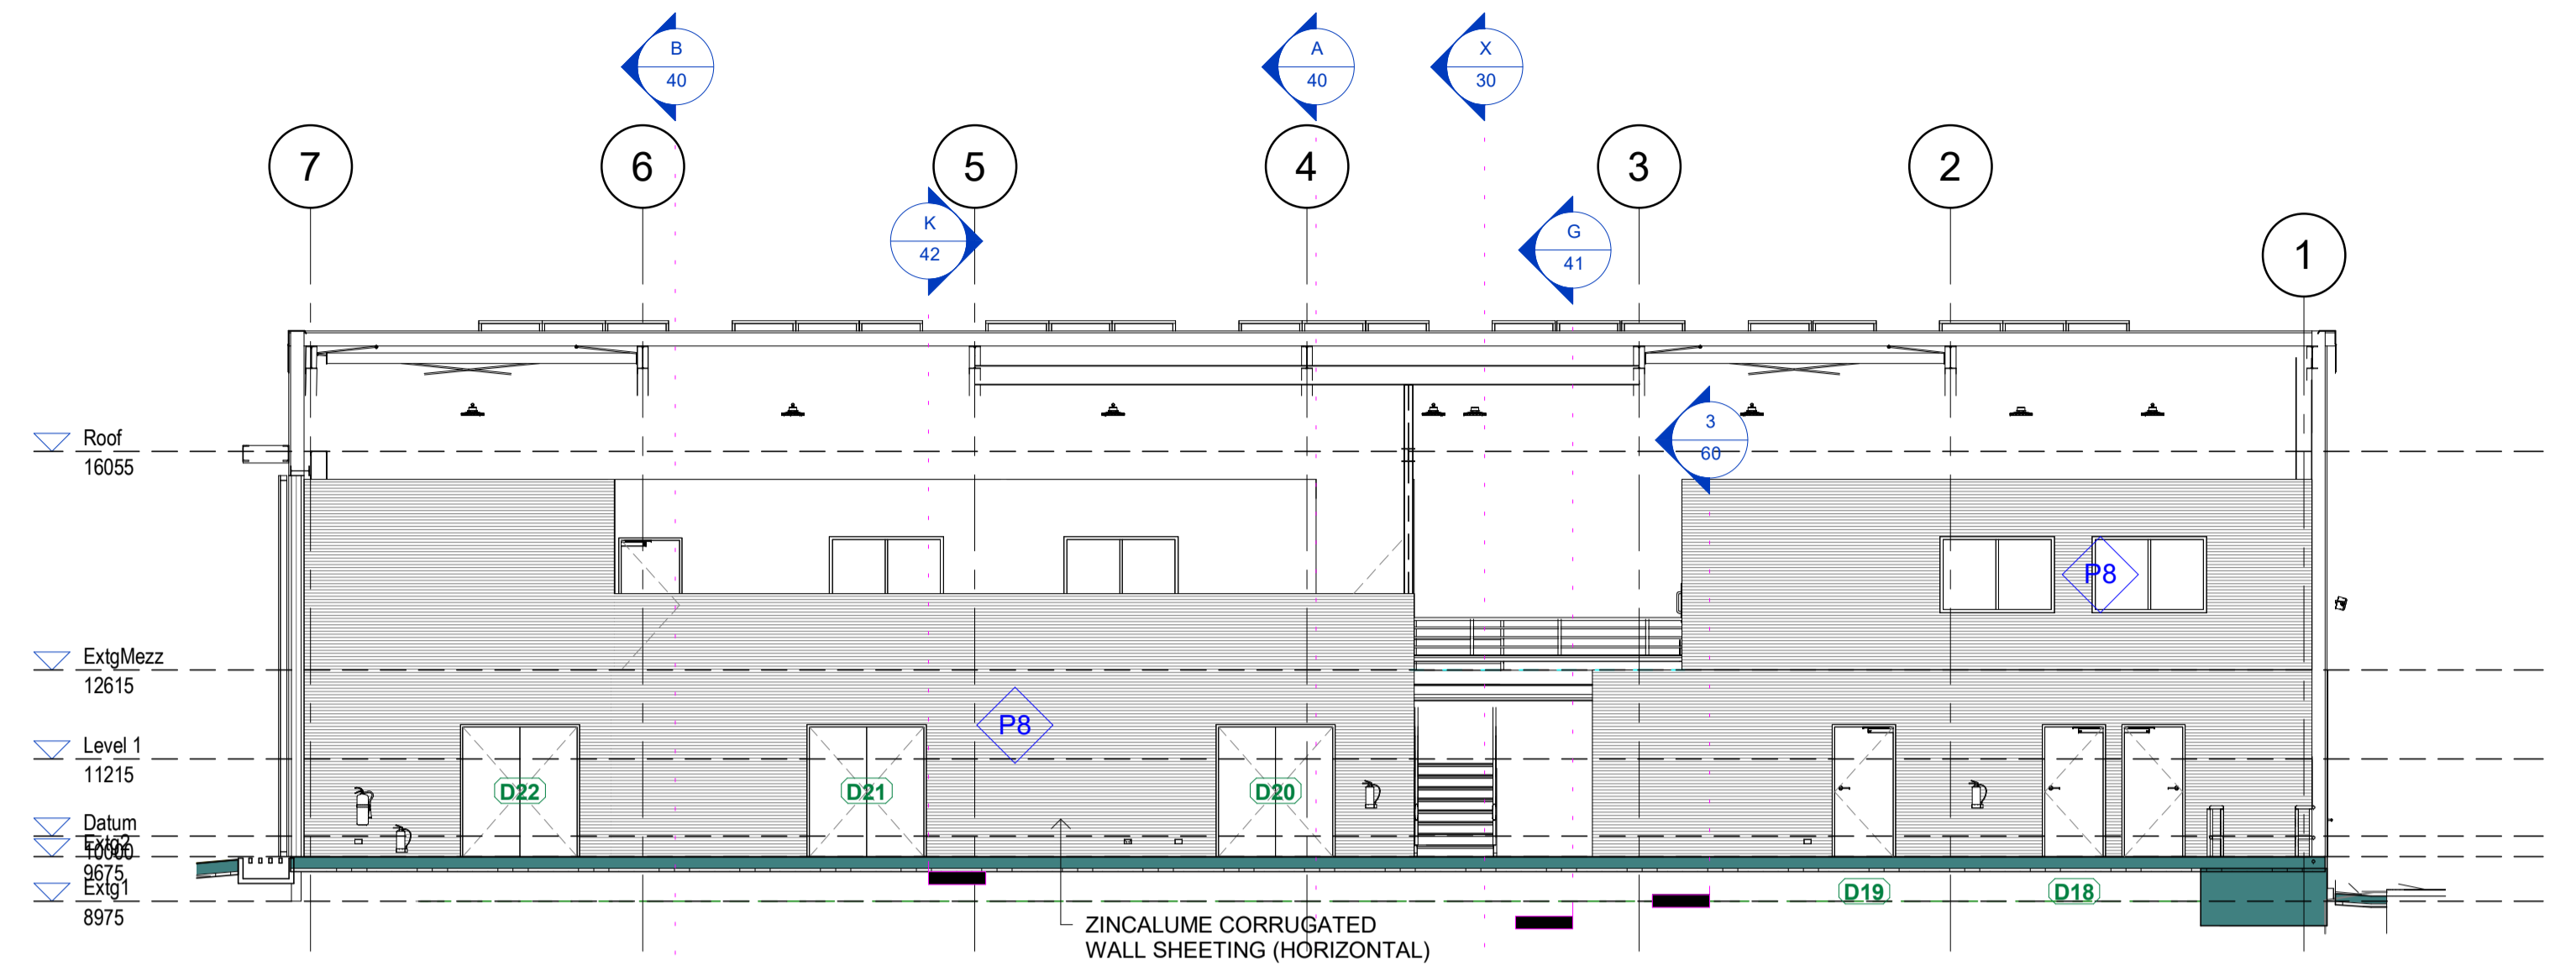 B
40
A
40
X
30
7
6
5
4
3
2
1
K
42
G
41
3
60
Roof
16055
P8
ExtgMezz
12615
P8
Level 1
11215
D22
D21
D20
Datum
10000
Extg2
9675
Extg1
8975
D19
D18
ZINCALUME CORRUGATED
WALL SHEETING (HORIZONTAL)